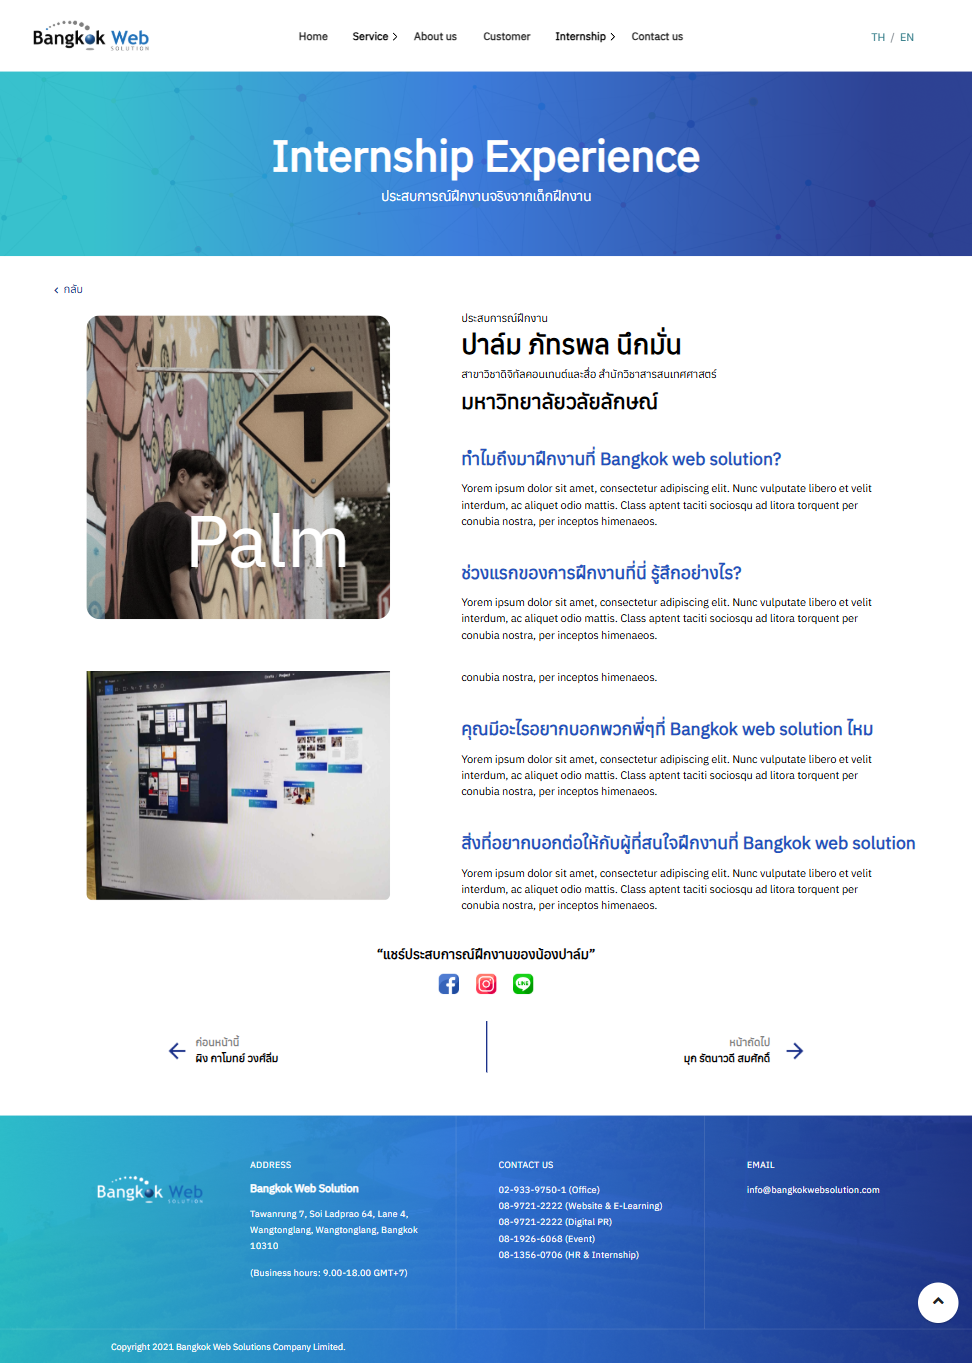 Bangkok Web
SOLUTION
Home
Service
About us
Customer
Internship
Contact us
TH / EN
Internship Experience
ประสบการณ์ฝึกงานจริงจากเด็กฝึกงาน
กลับ
T
Palm
ประสบการณ์ฝึกงาน
ปาล์ม ภัทรพล นึกมั่น
สาขาวิชาดิจิทัลคอนเทนต์และสื่อ สำนักวิชาสารสนเทศศาสตร์
มหาวิทยาลัยวลัยลักษณ์
ทำไมถึงมาฝึกงานที่ Bangkok web solution?
Yorem ipsum dolor sit amet, consectetur adipiscing elit. Nunc vulputate libero et velit
interdum, ac aliquet odio mattis. Class aptent taciti sociosqu ad litora torquent per
conubia nostra, per inceptos himenaeos.
ช่วงแรกของการฝึกงานที่นี่ รู้สึกอย่างไร?
Yorem ipsum dolor sit amet, consectetur adipiscing elit. Nunc vulputate libero et velit
interdum, ac aliquet odio mattis. Class aptent taciti sociosqu ad litora torquent per
conubia nostra, per inceptos himenaeos.
conubia nostra, per inceptos himenaeos.
1
คุณมีอะไรอยากบอกพวกพี่ๆที่ Bangkok web solution ไหม
Yorem ipsum dolor sit amet, consectetur adipiscing elit. Nunc vulputate libero et velit
interdum, ac aliquet odio mattis. Class aptent taciti sociosqu ad litora torquent per
conubia nostra, per inceptos himenaeos.
สิ่งที่อยากบอกต่อให้กับผู้ที่สนใจฝึกงานที่ Bangkok web solution
Yorem ipsum dolor sit amet, consectetur adipiscing elit. Nunc vulputate libero et velit
interdum, ac aliquet odio mattis. Class aptent taciti sociosqu ad litora torquent per
conubia nostra, per inceptos himenaeos.
“แชร์ประสบการณ์ฝึกงานของน้องปาล์ม”
LINE
ก่อนหน้านี้
ผิง กาโมทย์ วงศ์ลีม
หน้าถัดไป
มุก รัตนาวดี สมศักดิ์
Bangkok Web
SOLUTION
ADDRESS
Bangkok Web Solution
Tawanrung 7, Soi Ladprao 64, Lane 4,
Wangtonglang, Wangtonglang, Bangkok
10310
(Business hours: 9.00-18.00 GMT+7)
CONTACT US
02-933-9750-1 (Office)
08-9721-2222 (Website & E-Learning)
08-9721-2222 (Digital PR)
08-1926-6068 (Event)
08-1356-0706 (HR & Internship)
EMAIL
info@bangkokwebsolution.com
Copyright 2021 Bangkok Web Solutions Company Limited.